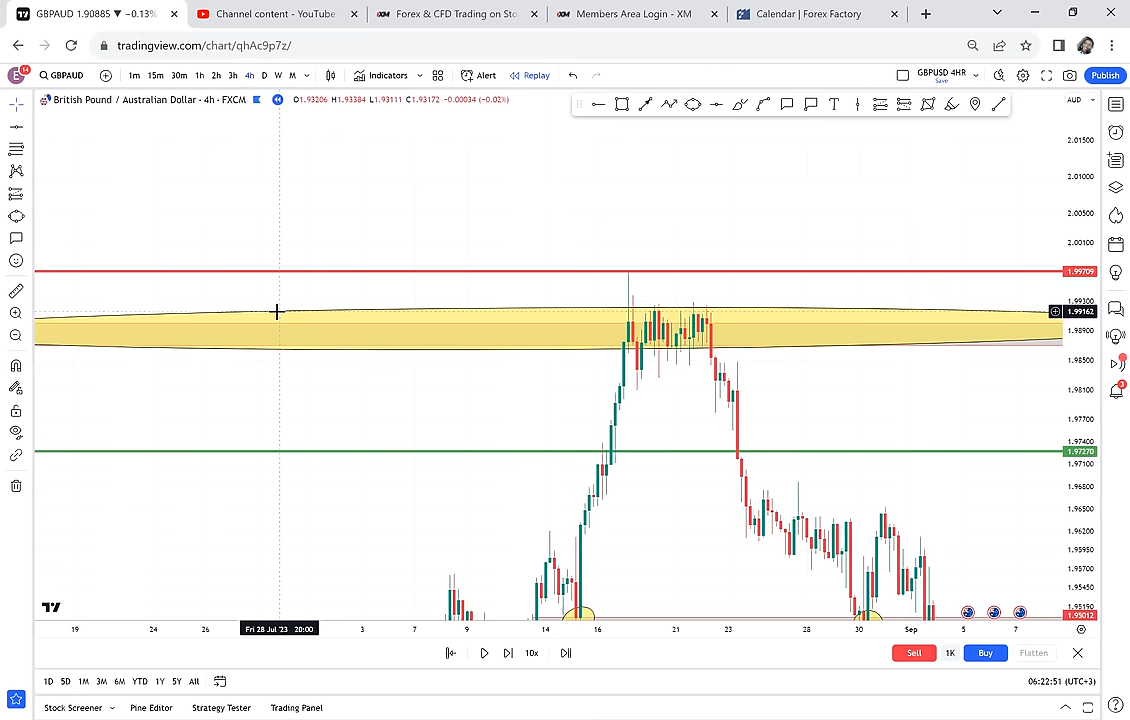 GBPAUD 1.90885 ▼ −0.13%
Channel content - YouTube
Forex & CFD Trading on Sto
Members Area Login - XM
Calendar | Forex Factory
tradingview.com/chart/qhAc9p7z/
E 14 GBPAUD 1m 15m 30m 1h 2h 3h 4h D W M Indicators Alert Replay GBPUSD 4HR Save Publish
British Pound / Australian Dollar · 4h · FXCM O1.93206 H1.93384 L1.93111 C1.93172 −0.00034 (−0.02%) AUD
2.01500
2.01000
2.00500
2.00100
1.99709
1.99300
1.99162
1.98900
1.98500
1.98100
1.97700
1.97400
1.97270
1.97100
1.96800
1.96500
1.96200
1.95950
1.95700
1.95450
1.95190
1.95012
3
19 24 26 Fri 28 Jul '23 20:00 3 7 9 14 16 21 23 28 30 Sep 5 7
10x Sell 1K Buy Flatten
1D 5D 1M 3M 6M YTD 1Y 5Y All 06:22:51 (UTC+3)
Stock Screener Pine Editor Strategy Tester Trading Panel